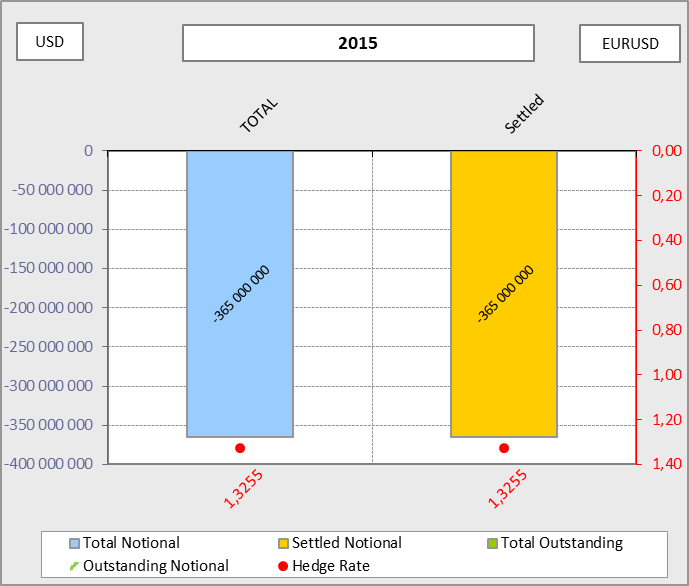 USD
2015
EURUSD
TOTAL
Settled
0
-50 000 000
-100 000 000
-150 000 000
-200 000 000
-250 000 000
-300 000 000
-350 000 000
-400 000 000
-365 000 000
-365 000 000
0,00
0,20
0,40
0,60
0,80
1,00
1,20
1,40
1,3255
1,3255
Total Notional
Settled Notional
Total Outstanding
Outstanding Notional
Hedge Rate